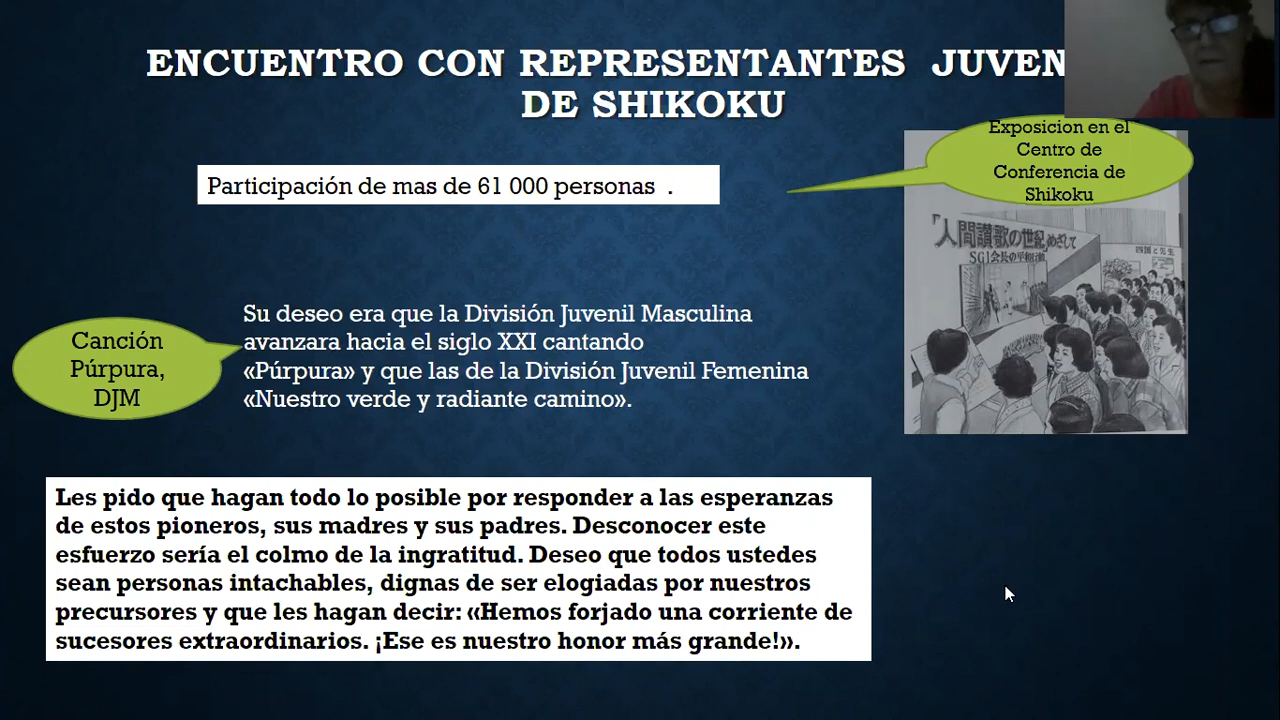 ENCUENTRO CON REPRESENTANTES JUVEN
DE SHIKOKU
Exposicion en el
Centro de
Conferencia de
Shikoku
Participación de mas de 61 000 personas .
「人間讃歌の世紀」めざして
SGI会長の平和行動
四国と先生
Su deseo era que la División Juvenil Masculina
avanzara hacia el siglo XXI cantando
«Púrpura» y que las de la División Juvenil Femenina
«Nuestro verde y radiante camino».
Canción
Púrpura,
DJM
Les pido que hagan todo lo posible por responder a las esperanzas
de estos pioneros, sus madres y sus padres. Desconocer este
esfuerzo sería el colmo de la ingratitud. Deseo que todos ustedes
sean personas intachables, dignas de ser elogiadas por nuestros
precursores y que les hagan decir: «Hemos forjado una corriente de
sucesores extraordinarios. ¡Ese es nuestro honor más grande!».